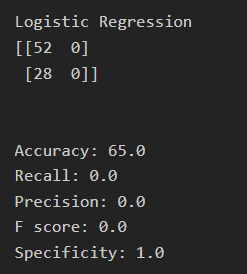 Logistic Regression
[[52  0]
 [28  0]]
Accuracy: 65.0
Recall: 0.0
Precision: 0.0
F score: 0.0
Specificity: 1.0